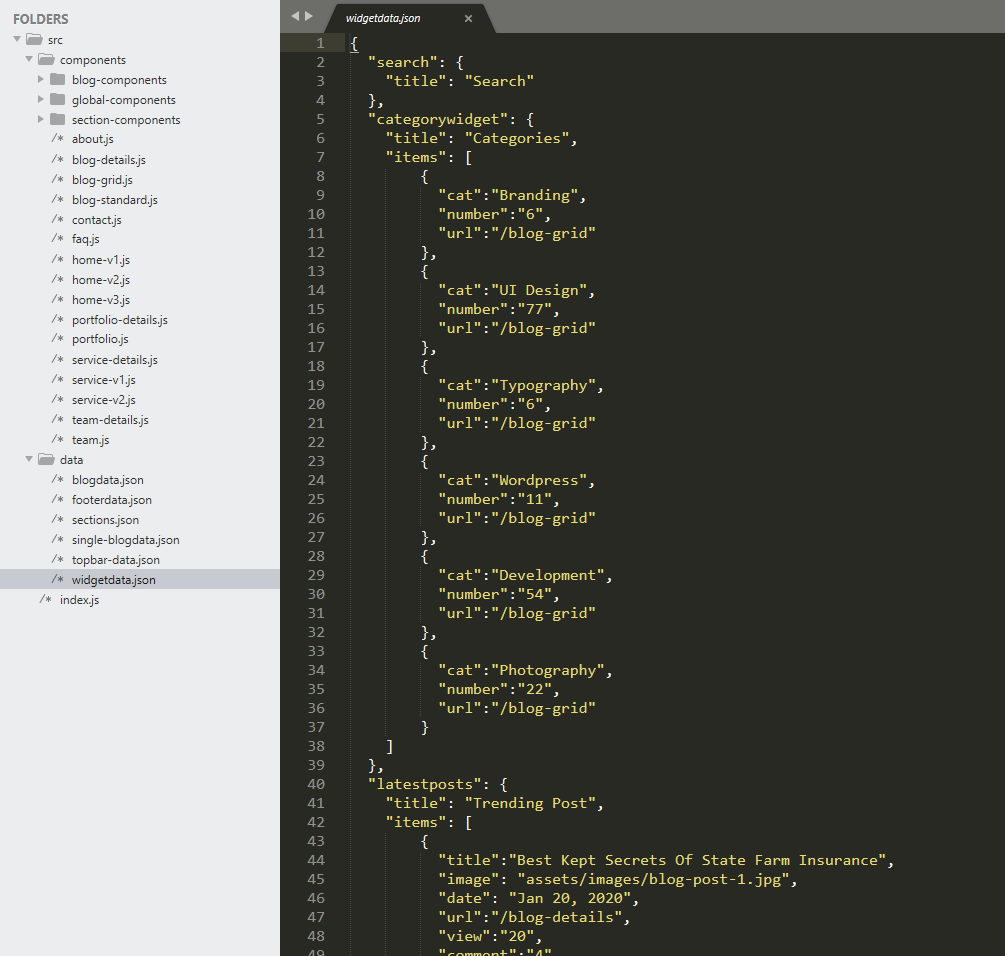 FOLDERS
src
components
blog-components
global-components
section-components
/* about.js
/* blog-details.js
/* blog-grid.js
/* blog-standard.js
/* contact.js
/* faq.js
/* home-v1.js
/* home-v2.js
/* home-v3.js
/* portfolio-details.js
/* portfolio.js
/* service-details.js
/* service-v1.js
/* service-v2.js
/* team-details.js
/* team.js
data
/* blogdata.json
/* footerdata.json
/* sections.json
/* single-blogdata.json
/* topbar-data.json
/* widgetdata.json
/* index.js
widgetdata.json ×
1 {
2 "search": {
3 "title": "Search"
4 },
5 "categorywidget": {
6 "title": "Categories",
7 "items": [
8 {
9 "cat":"Branding",
10 "number":"6",
11 "url":"/blog-grid"
12 },
13 {
14 "cat":"UI Design",
15 "number":"77",
16 "url":"/blog-grid"
17 },
18 {
19 "cat":"Typography",
20 "number":"6",
21 "url":"/blog-grid"
22 },
23 {
24 "cat":"Wordpress",
25 "number":"11",
26 "url":"/blog-grid"
27 },
28 {
29 "cat":"Development",
30 "number":"54",
31 "url":"/blog-grid"
32 },
33 {
34 "cat":"Photography",
35 "number":"22",
36 "url":"/blog-grid"
37 }
38 ]
39 },
40 "latestposts": {
41 "title": "Trending Post",
42 "items": [
43 {
44 "title":"Best Kept Secrets Of State Farm Insurance",
45 "image": "assets/images/blog-post-1.jpg",
46 "date": "Jan 20, 2020",
47 "url":"/blog-details",
48 "view":"20",
49 "comment":"4"